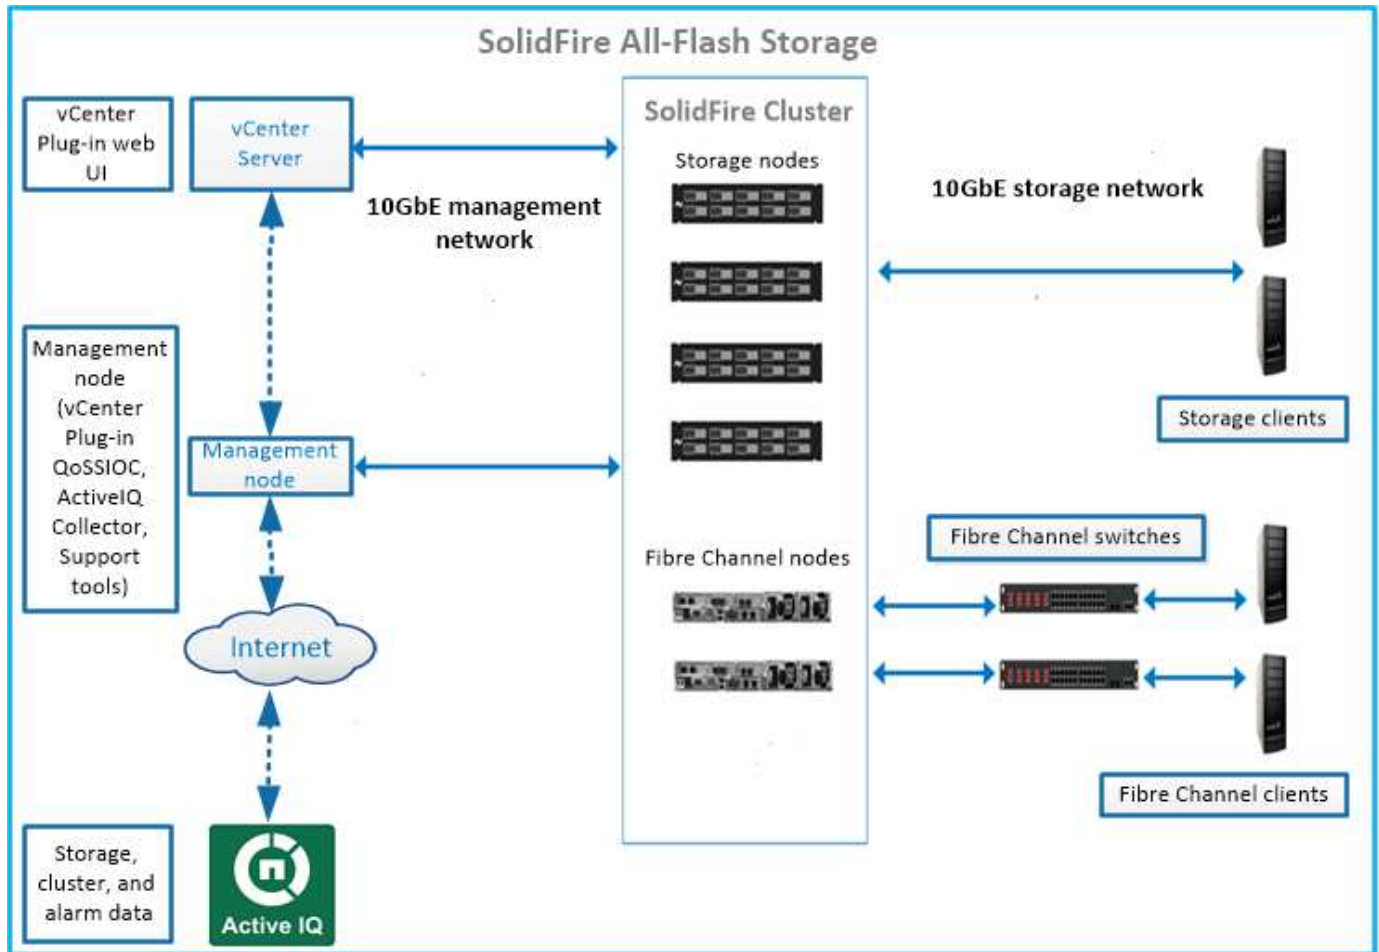 SolidFire All-Flash Storage
vCenter
Plug-in web
UI
vCenter
Server
10GbE management
network
SolidFire Cluster
Storage nodes
10GbE storage network
Storage clients
Management
node
(vCenter
Plug-in
QoSSIOC,
ActiveIQ
Collector,
Support
tools)
Management
node
Fibre Channel nodes
Fibre Channel switches
Internet
Fibre Channel clients
Storage,
cluster, and
alarm data
Active IQ